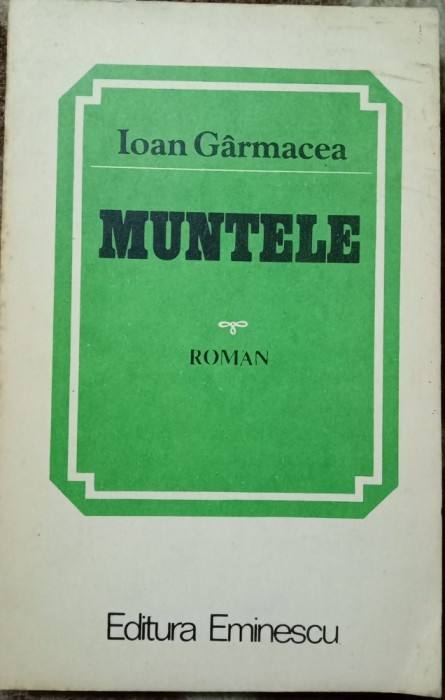 Ioan Gârmacea
MUNTELE
ROMAN
Editura Eminescu